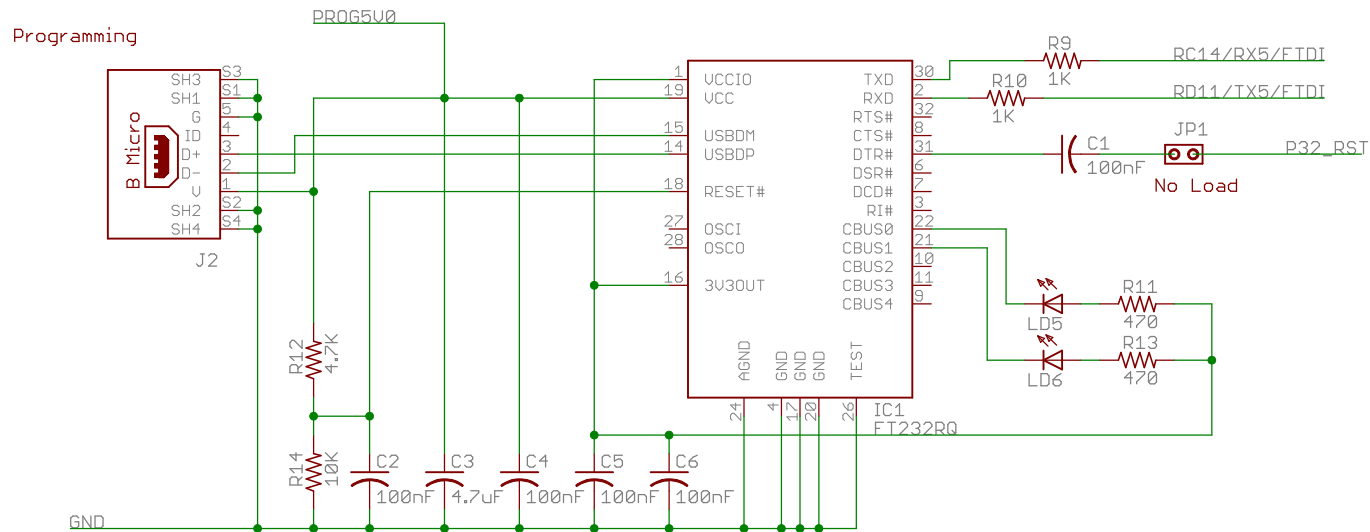 PROG5V0
Programming
B Micro
SH3 S3
SH1 S1
G 5
ID 4
D+ 3
D- 2
V 1
SH2 S2
SH4 S4
J2
1 VCCIO
19 VCC
15 USBDM
14 USBDP
18 RESET#
27 OSCI
28 OSCO
16 3V3OUT
TXD 30
RXD 2
RTS# 32
CTS# 8
DTR# 31
DSR# 6
DCD# 7
RI# 3
CBUS0 22
CBUS1 21
CBUS2 10
CBUS3 11
CBUS4 9
AGND
GND
GND
GND
TEST
24
4
17
20
26
IC1
FT232RQ
R9
1K
RC14/RX5/FTDI
R10
1K
RD11/TX5/FTDI
C1
100nF
JP1
No Load
P32_RST
LD5
R11
470
LD6
R13
470
R12
4.7K
R14
10K
C2
100nF
C3
4.7uF
C4
100nF
C5
100nF
C6
100nF
GND